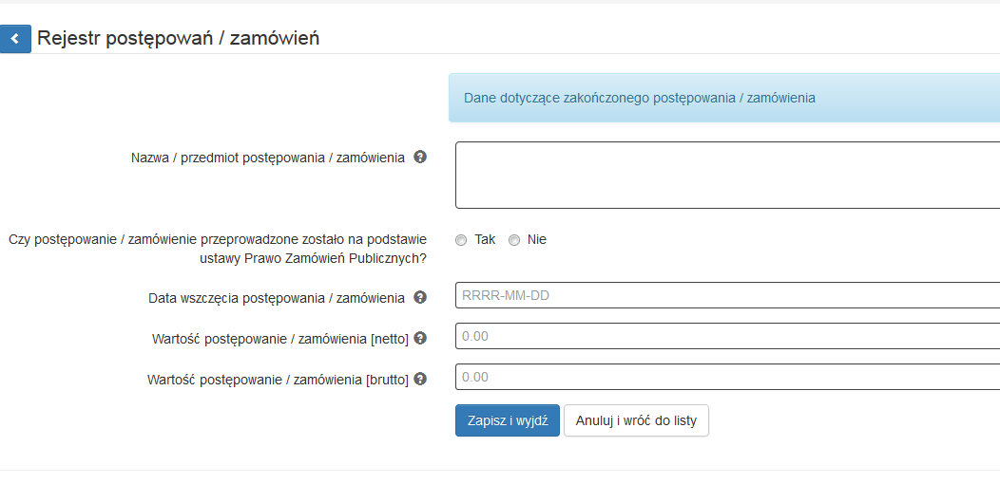 Rejestr postępowań / zamówień
Dane dotyczące zakończonego postępowania / zamówienia
Nazwa / przedmiot postępowania / zamówienia
Czy postępowanie / zamówienie przeprowadzone zostało na podstawie
ustawy Prawo Zamówień Publicznych?
Tak Nie
Data wszczęcia postępowania / zamówienia
RRRR-MM-DD
Wartość postępowanie / zamówienia [netto]
0.00
Wartość postępowanie / zamówienia [brutto]
0.00
Zapisz i wyjdź Anuluj i wróć do listy